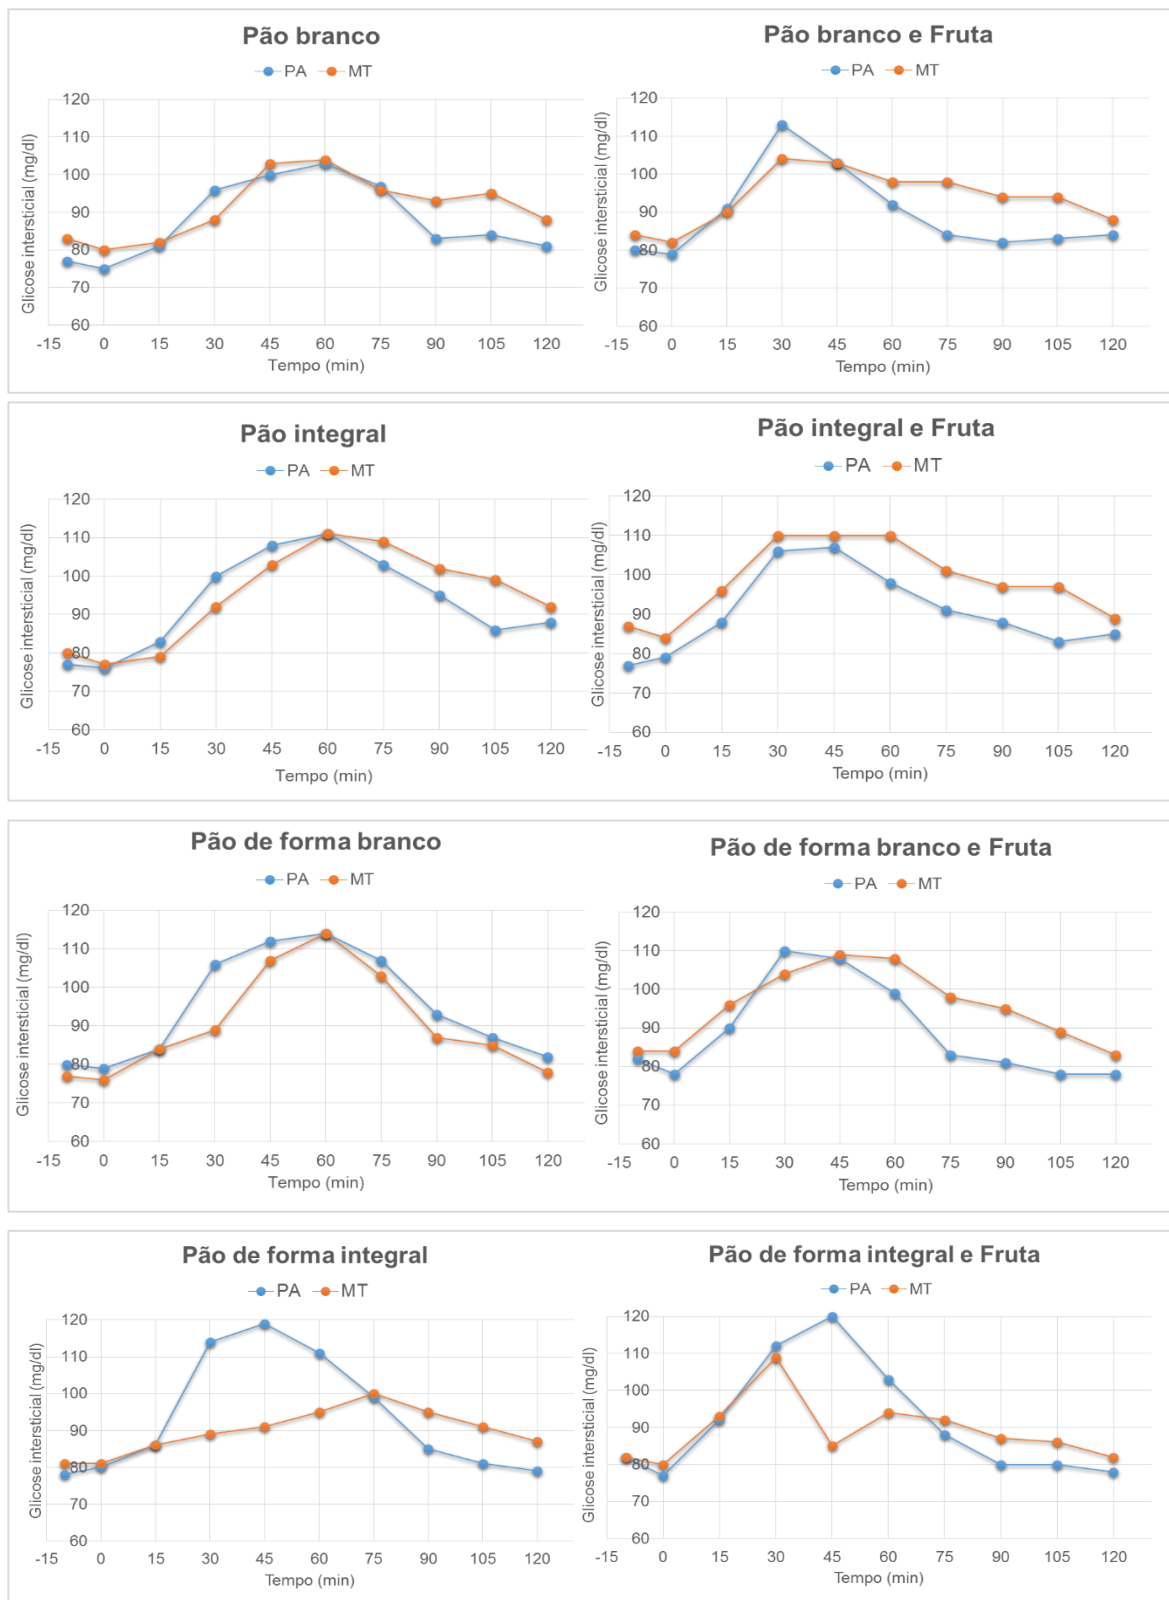 Pão branco
PA MT
Glicose intersticial (mg/dl)
120
110
100
90
80
70
60
-15 0 15 30 45 60 75 90 105 120
Tempo (min)
Pão branco e Fruta
PA MT
Glicose intersticial (mg/dl)
120
110
100
90
80
70
60
-15 0 15 30 45 60 75 90 105 120
Tempo (min)
Pão integral
PA MT
Glicose intersticial (mg/dl)
120
110
100
90
80
70
60
-15 0 15 30 45 60 75 90 105 120
Tempo (min)
Pão integral e Fruta
PA MT
Glicose intersticial (mg/dl)
120
110
100
90
80
70
60
-15 0 15 30 45 60 75 90 105 120
Tempo (min)
Pão de forma branco
PA MT
Glicose intersticial (mg/dl)
120
110
100
90
80
70
60
-15 0 15 30 45 60 75 90 105 120
Tempo (min)
Pão de forma branco e Fruta
PA MT
Glicose intersticial (mg/dl)
120
110
100
90
80
70
60
-15 0 15 30 45 60 75 90 105 120
Tempo (min)
Pão de forma integral
PA MT
Glicose intersticial (mg/dl)
120
110
100
90
80
70
60
-15 0 15 30 45 60 75 90 105 120
Tempo (min)
Pão de forma integral e Fruta
PA MT
Glicose intersticial (mg/dl)
120
110
100
90
80
70
60
-15 0 15 30 45 60 75 90 105 120
Tempo (min)